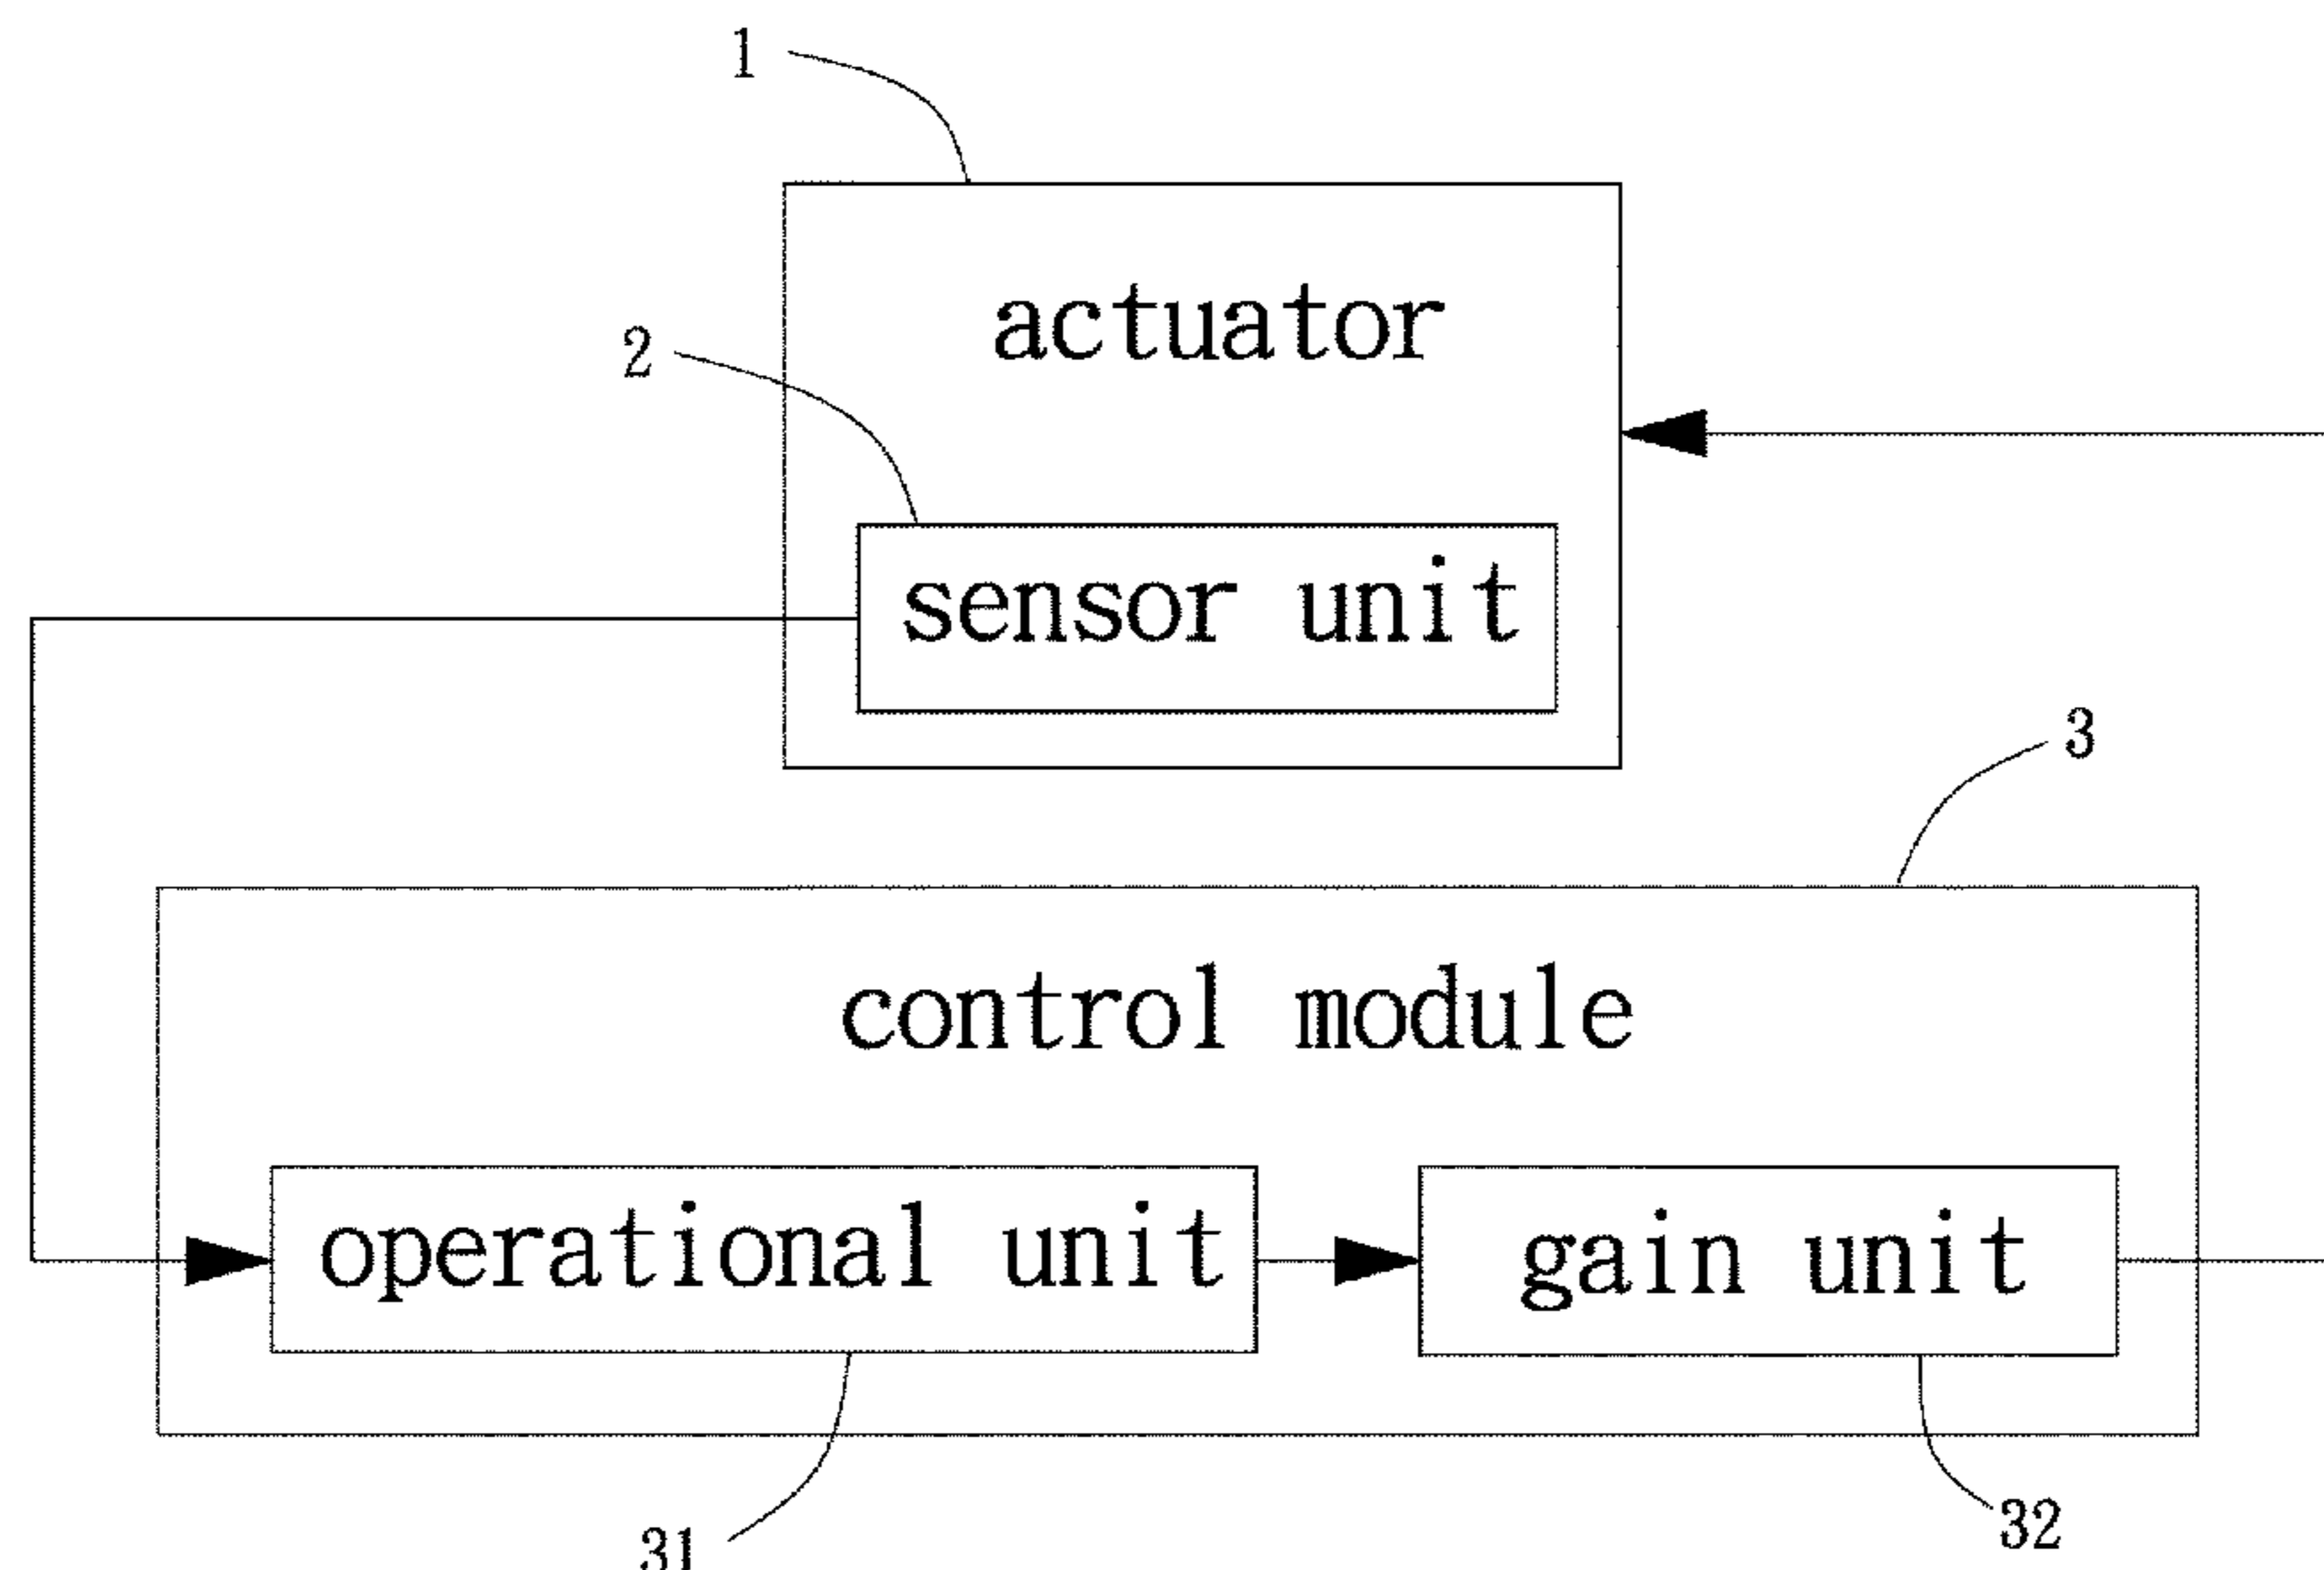 1
actuator
2
sensor unit
3
control module
operational unit
gain unit
31
32